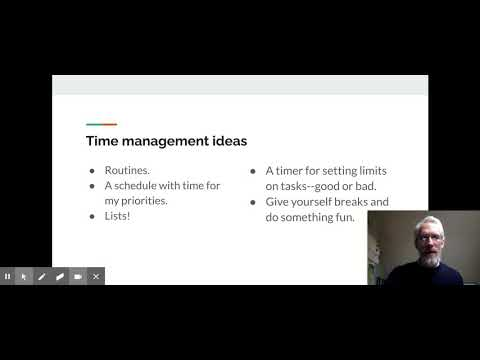 Time management ideas
● Routines.
● A schedule with time for
my priorities.
● Lists!
● A timer for setting limits
on tasks--good or bad.
● Give yourself breaks and
do something fun.